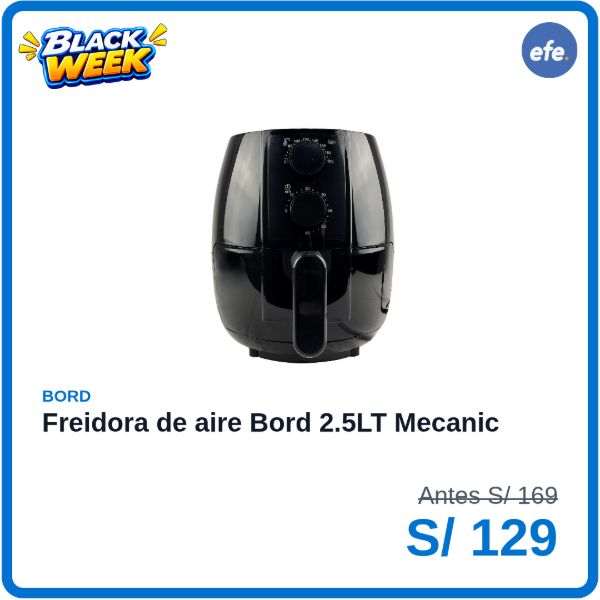 BLACK
WEEK
efe.
BORD
Freidora de aire Bord 2.5LT Mecanic
Antes S/ 169
S/ 129